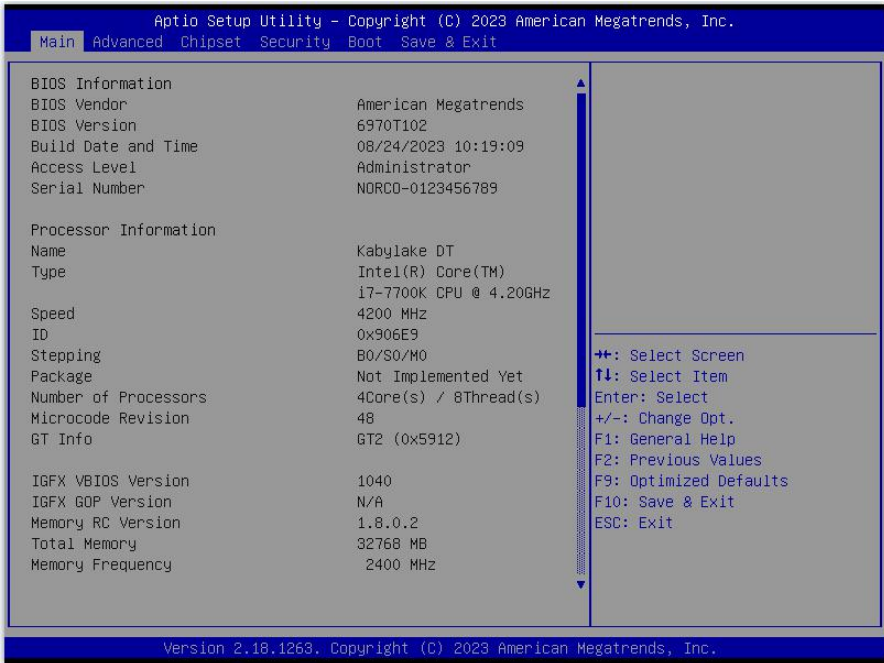 Aptio Setup Utility – Copyright (C) 2023 American Megatrends, Inc.
Main Advanced Chipset Security Boot Save & Exit
BIOS Information
BIOS Vendor American Megatrends
BIOS Version 6970T102
Build Date and Time 08/24/2023 10:19:09
Access Level Administrator
Serial Number NORCO-0123456789
Processor Information
Name Kabylake DT
Type Intel(R) Core(TM)
i7-7700K CPU @ 4.20GHz
Speed 4200 MHz
ID 0x906E9
Stepping B0/S0/M0
Package Not Implemented Yet
Number of Processors 4Core(s) / 8Thread(s)
Microcode Revision 48
GT Info GT2 (0x5912)
IGFX VBIOS Version 1040
IGFX GOP Version N/A
Memory RC Version 1.8.0.2
Total Memory 32768 MB
Memory Frequency 2400 MHz
→←: Select Screen
↑↓: Select Item
Enter: Select
+/-: Change Opt.
F1: General Help
F2: Previous Values
F9: Optimized Defaults
F10: Save & Exit
ESC: Exit
Version 2.18.1263. Copyright (C) 2023 American Megatrends, Inc.